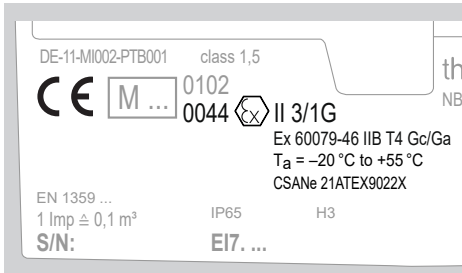 DE-11-MI002-PTB001 class 1,5
th
CE M ... 0102
NB
0044 Ex II 3/1G
Ex 60079-46 IIB T4 Gc/Ga
Ta = –20 °C to +55 °C
CSANe 21ATEX9022X
EN 1359 ...
1 Imp ≙ 0,1 m³ IP65 H3
S/N: EI7. ...